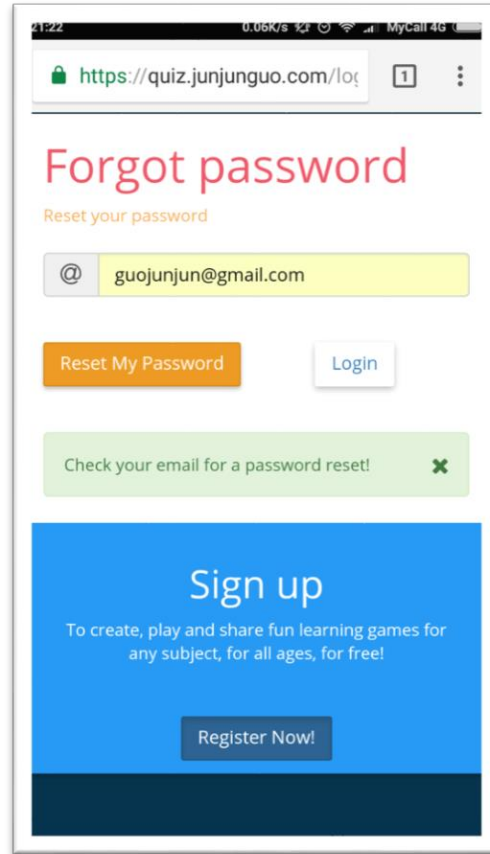 21:22 0.06K/s MyCall 4G
https://quiz.junjunguo.com/log 1
Forgot password
Reset your password
@ guojunjun@gmail.com
Reset My Password Login
Check your email for a password reset!
Sign up
To create, play and share fun learning games for
any subject, for all ages, for free!
Register Now!